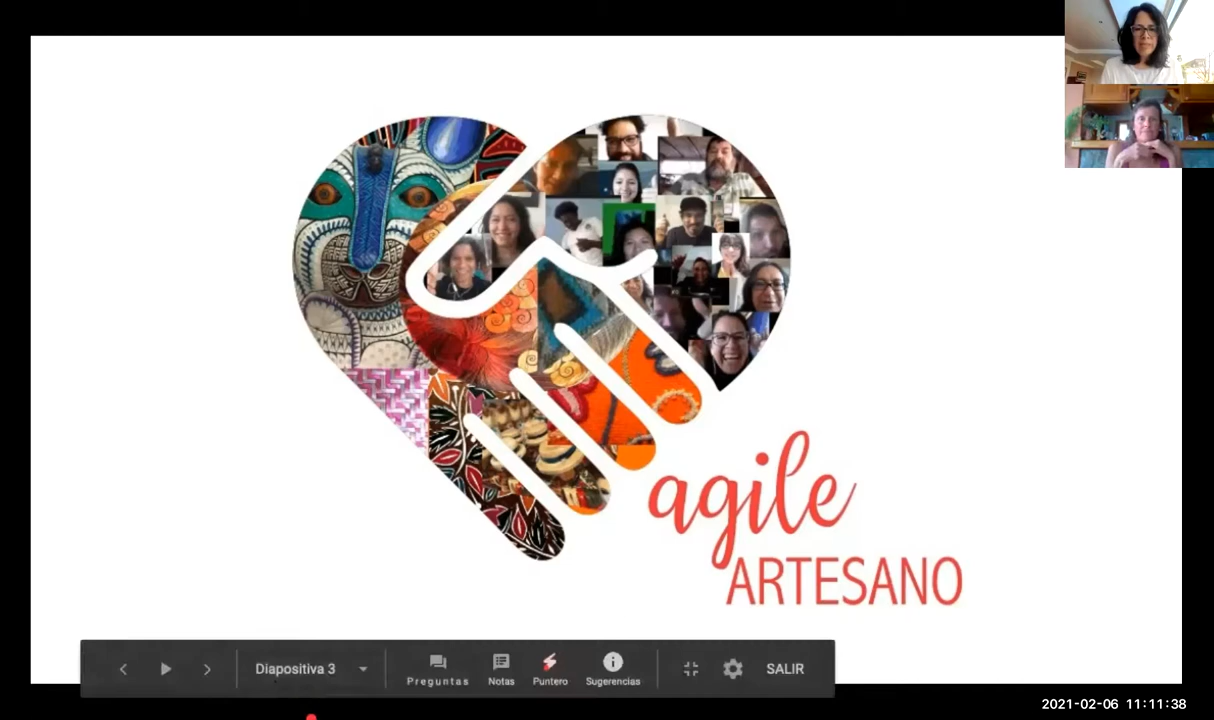 agile
ARTESANO
Diapositiva 3
Preguntas
Notas
Puntero
Sugerencias
SALIR
2021-02-06 11:11:38